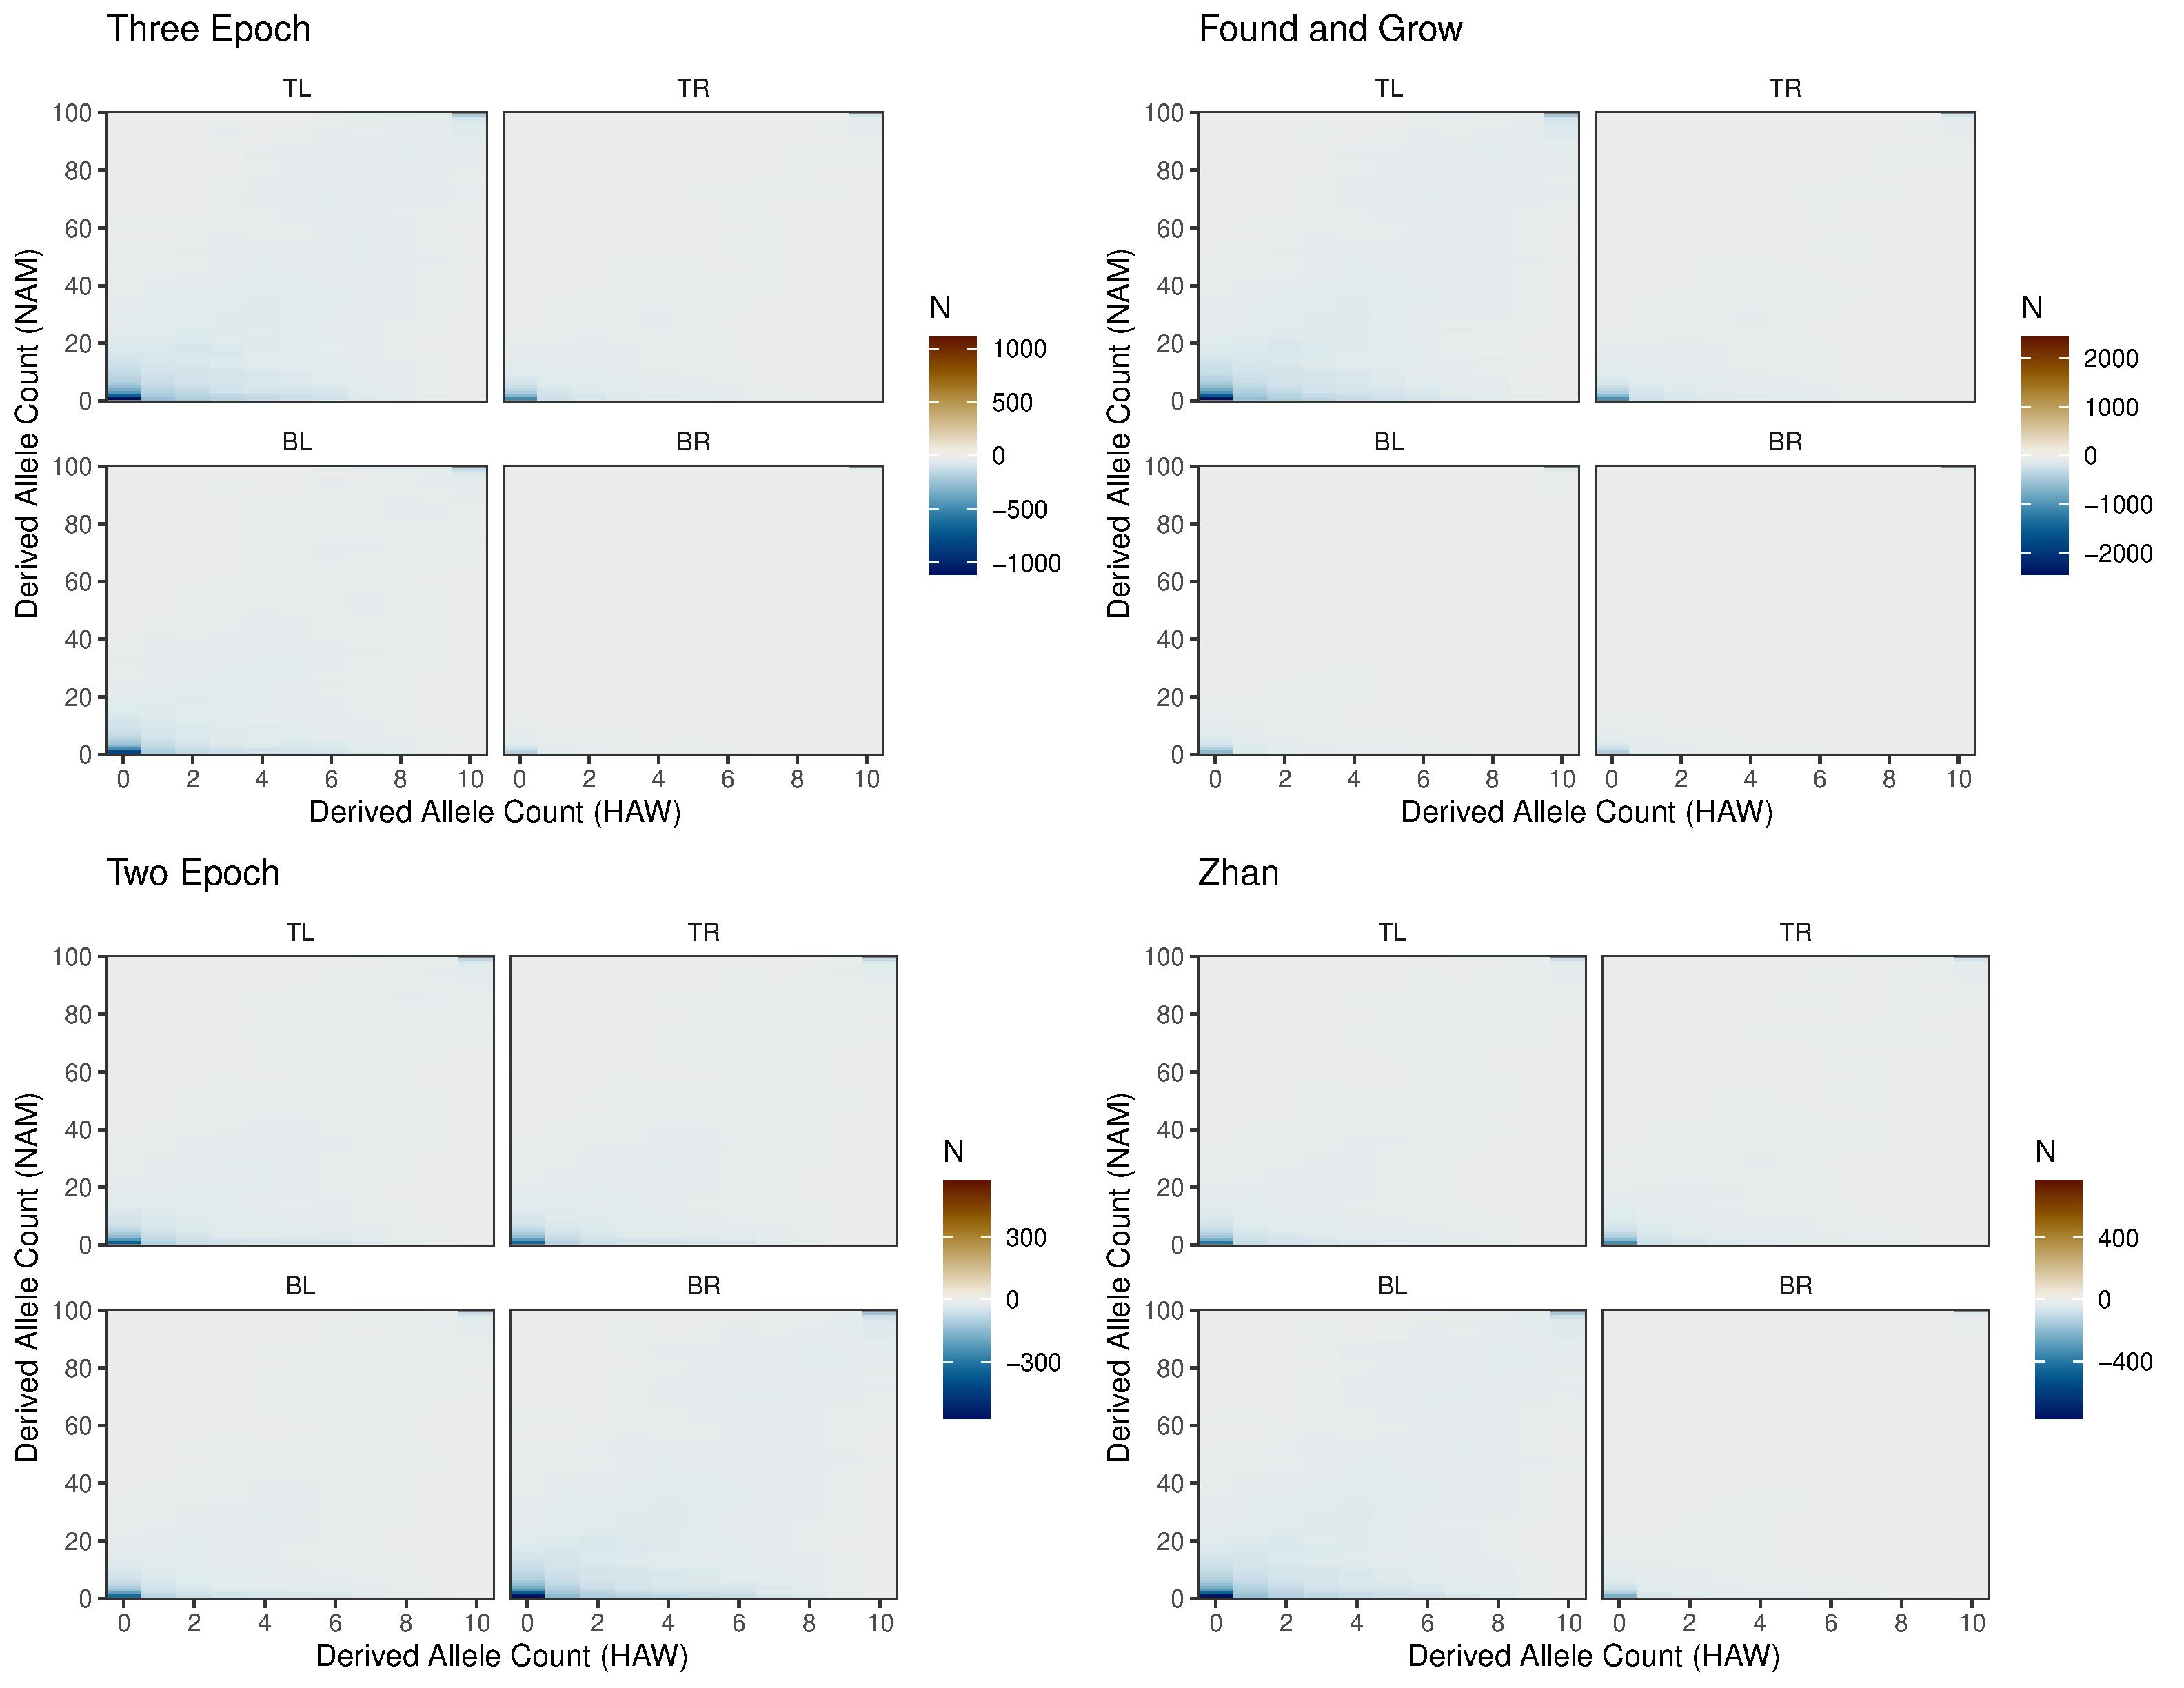 Three Epoch
TL
TR
100
80
60
40
20
0
BL
BR
100
80
60
40
20
0
0 2 4 6 8 10
0 2 4 6 8 10
Derived Allele Count (HAW)
Derived Allele Count (NAM)
N
1000
500
0
−500
−1000
Found and Grow
TL
TR
100
80
60
40
20
0
BL
BR
100
80
60
40
20
0
0 2 4 6 8 10
0 2 4 6 8 10
Derived Allele Count (HAW)
Derived Allele Count (NAM)
N
2000
1000
0
−1000
−2000
Two Epoch
TL
TR
100
80
60
40
20
0
BL
BR
100
80
60
40
20
0
0 2 4 6 8 10
0 2 4 6 8 10
Derived Allele Count (HAW)
Derived Allele Count (NAM)
N
300
0
−300
Zhan
TL
TR
100
80
60
40
20
0
BL
BR
100
80
60
40
20
0
0 2 4 6 8 10
0 2 4 6 8 10
Derived Allele Count (HAW)
Derived Allele Count (NAM)
N
400
0
−400